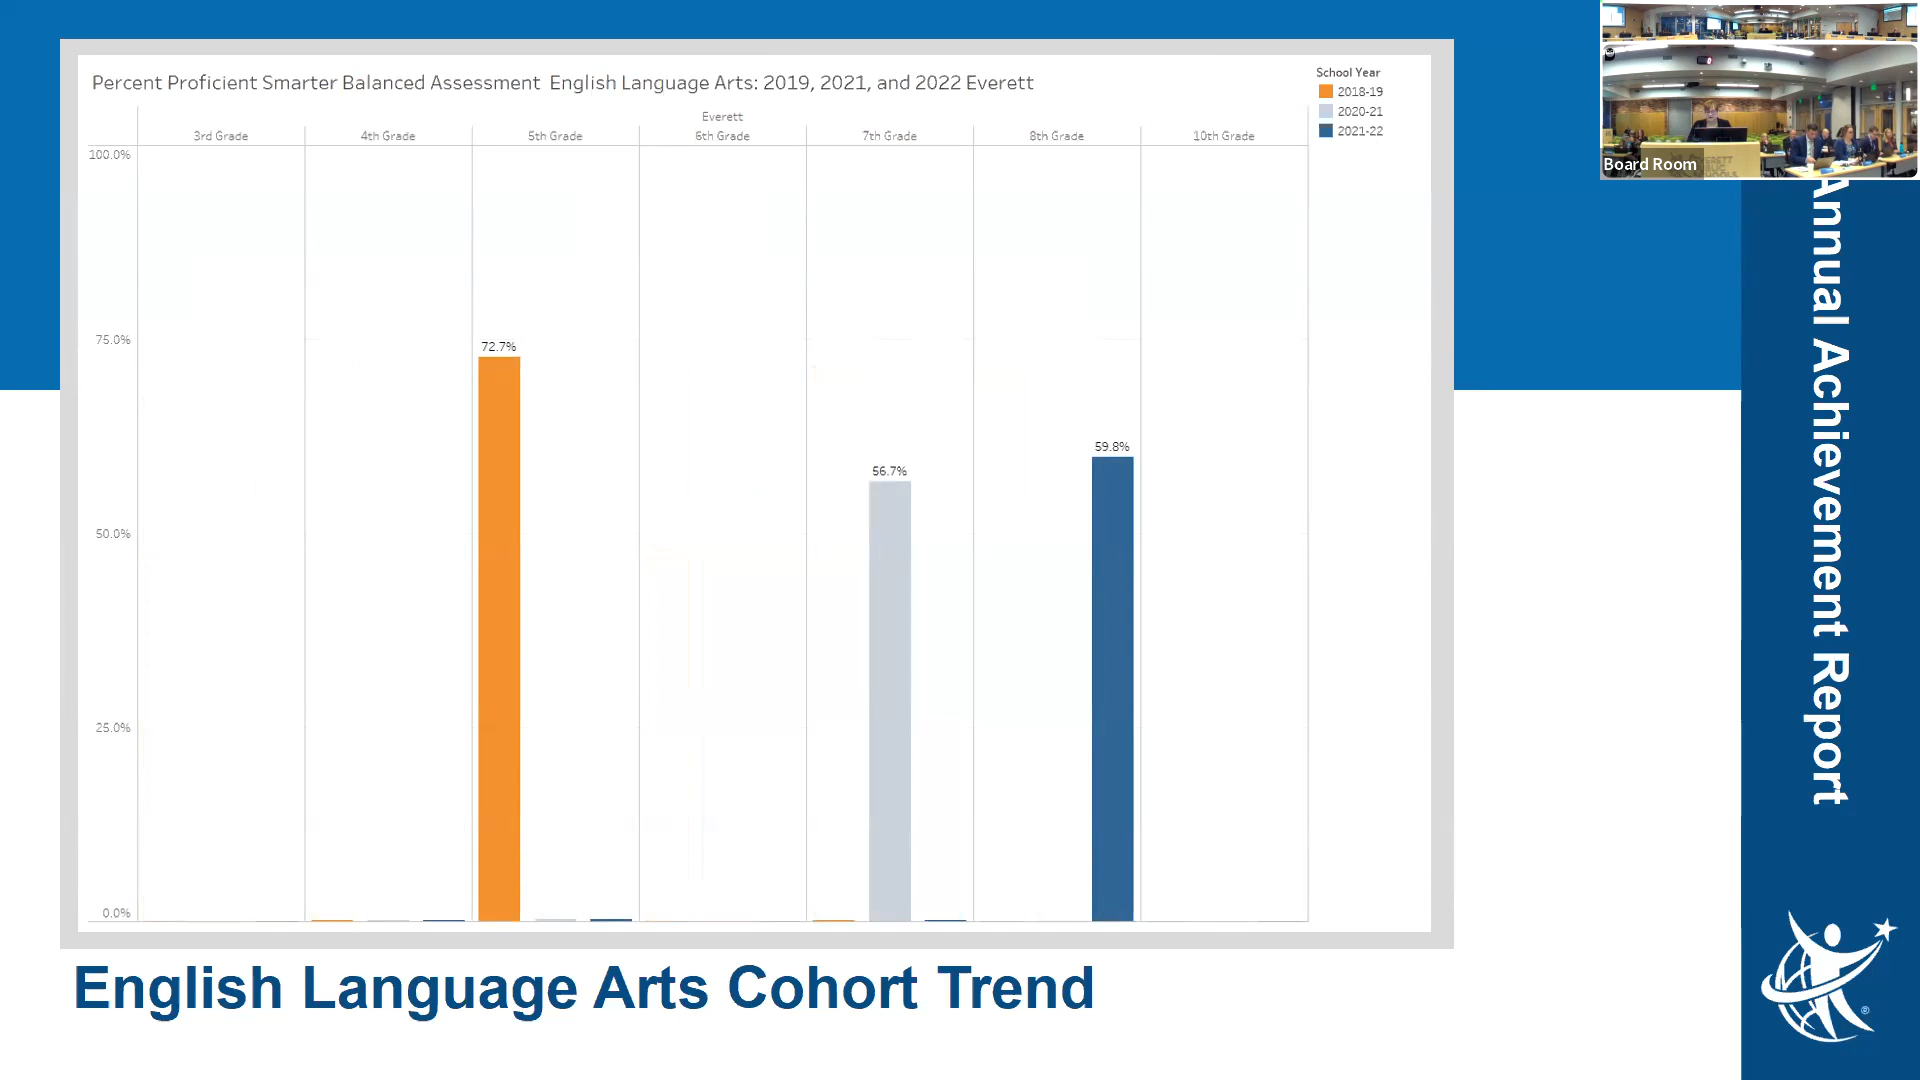 Percent Proficient Smarter Balanced Assessment English Language Arts: 2019, 2021, and 2022 Everett
School Year
2018-19
2020-21
2021-22
Everett
3rd Grade 4th Grade 5th Grade 6th Grade 7th Grade 8th Grade 10th Grade
100.0%
75.0%
50.0%
25.0%
0.0%
72.7%
56.7%
59.8%
English Language Arts Cohort Trend
Board Room
Annual Achievement Report
®